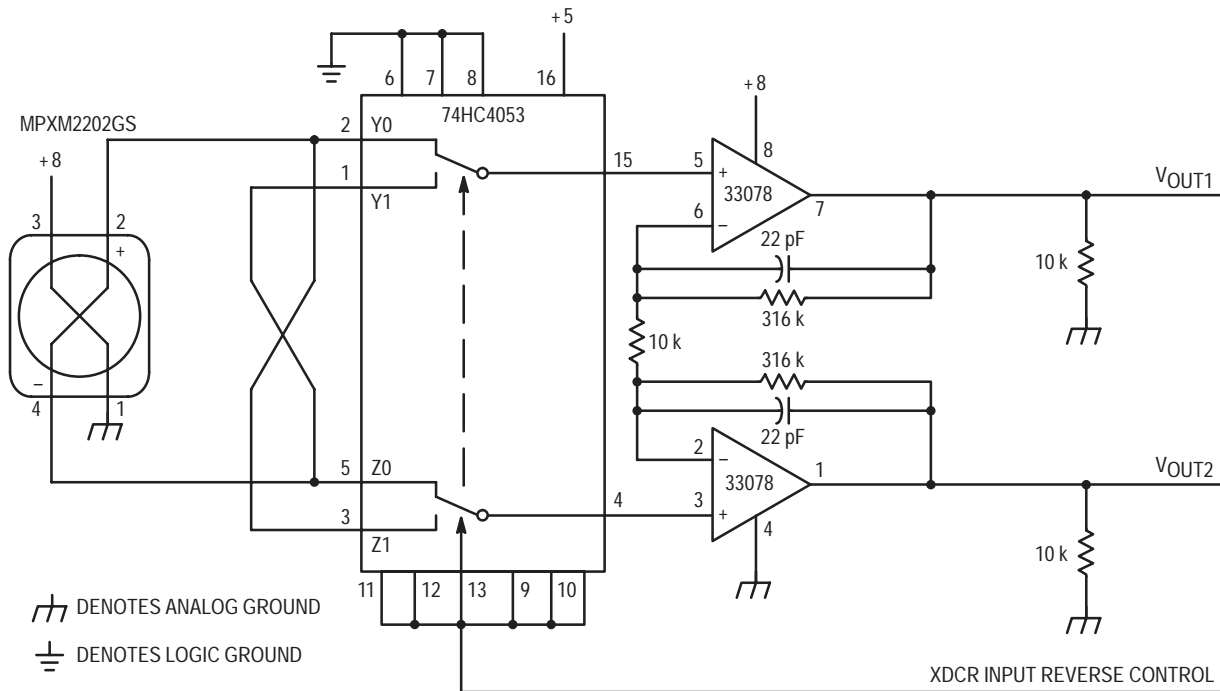 +5
6
7
8
16
74HC4053
+8
MPXM2202GS
2
Y0
+8
15
5
8
VOUT1
1
+
33078
7
Y1
6
−
3
2
+
22 pF
10 k
316 k
10 k
316 k
−
4
1
22 pF
2
−
1
VOUT2
5
Z0
33078
4
3
+
4
3
Z1
10 k
11
12
13
9
10
DENOTES ANALOG GROUND
DENOTES LOGIC GROUND
XDCR INPUT REVERSE CONTROL